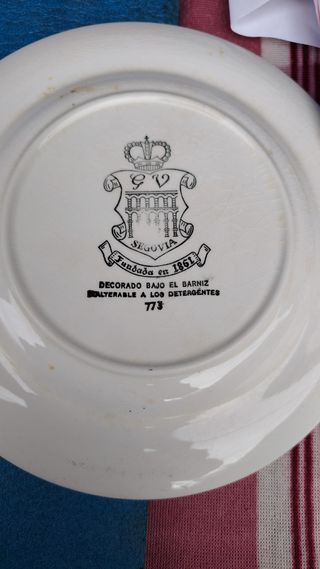 G V
SEGOVIA
Fundada en 1861
DECORADO BAJO EL BARNIZ
INALTERABLE A LOS DETERGENTES
773